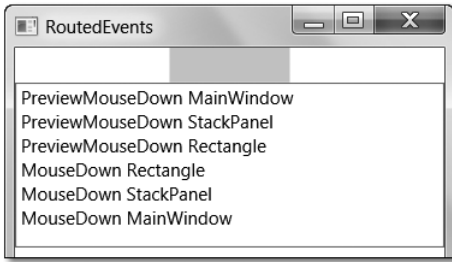 RoutedEvents
PreviewMouseDown MainWindow
PreviewMouseDown StackPanel
PreviewMouseDown Rectangle
MouseDown Rectangle
MouseDown StackPanel
MouseDown MainWindow